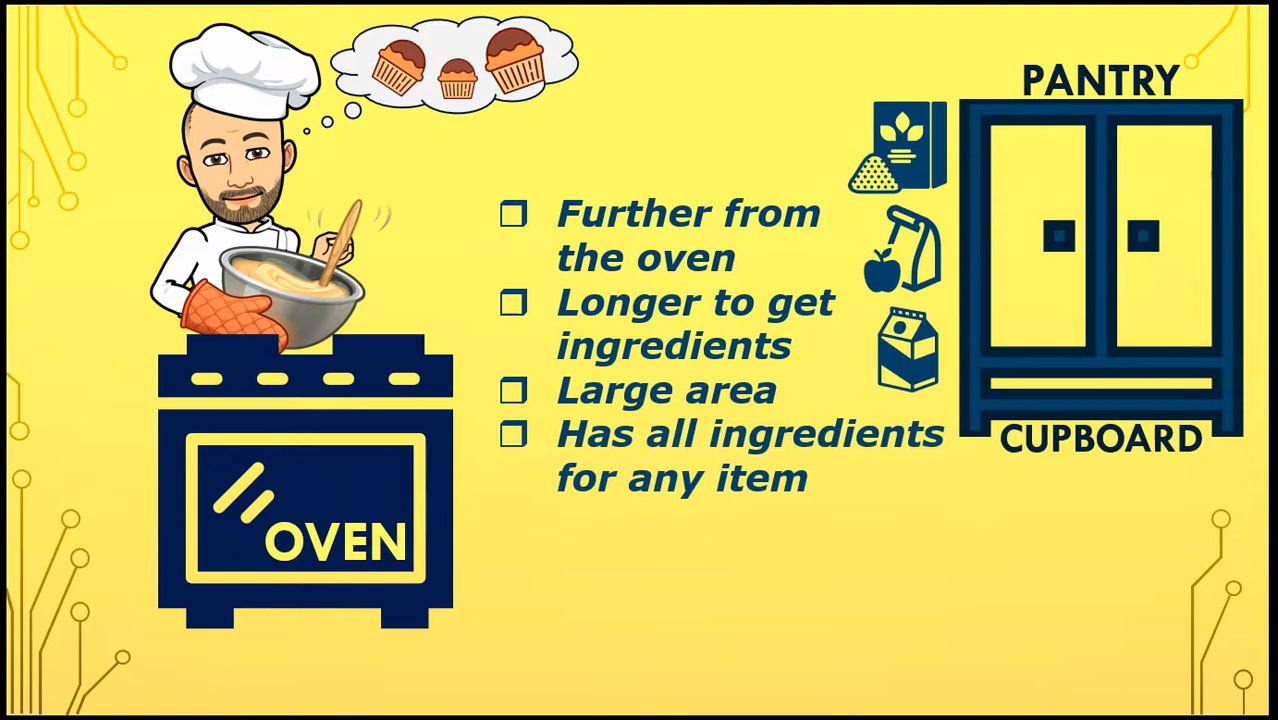 PANTRY
❐ Further from
the oven
❐ Longer to get
ingredients
❐ Large area
❐ Has all ingredients
for any item
CUPBOARD
OVEN